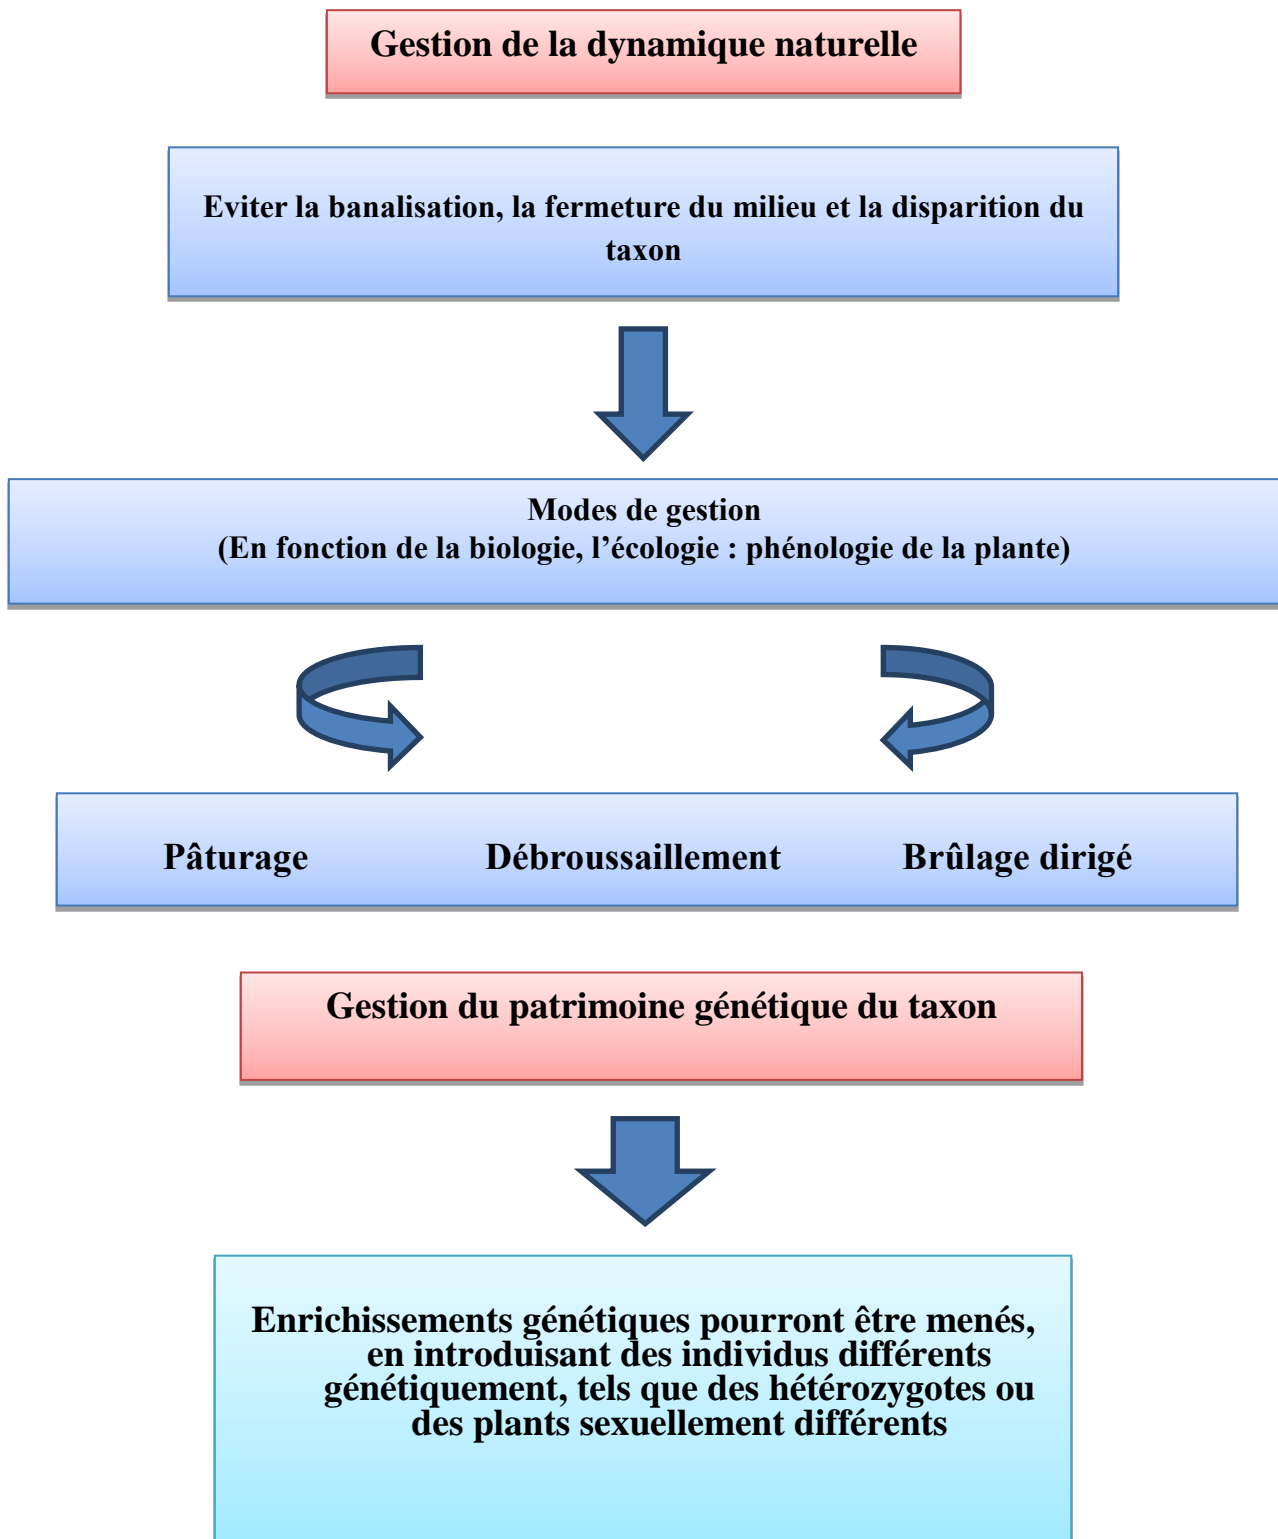 Gestion de la dynamique naturelle
Eviter la banalisation, la fermeture du milieu et la disparition du
taxon
Modes de gestion
(En fonction de la biologie, l’écologie : phénologie de la plante)
Pâturage Débroussaillement Brûlage dirigé
Gestion du patrimoine génétique du taxon
Enrichissements génétiques pourront être menés,
en introduisant des individus différents
génétiquement, tels que des hétérozygotes ou
des plants sexuellement différents